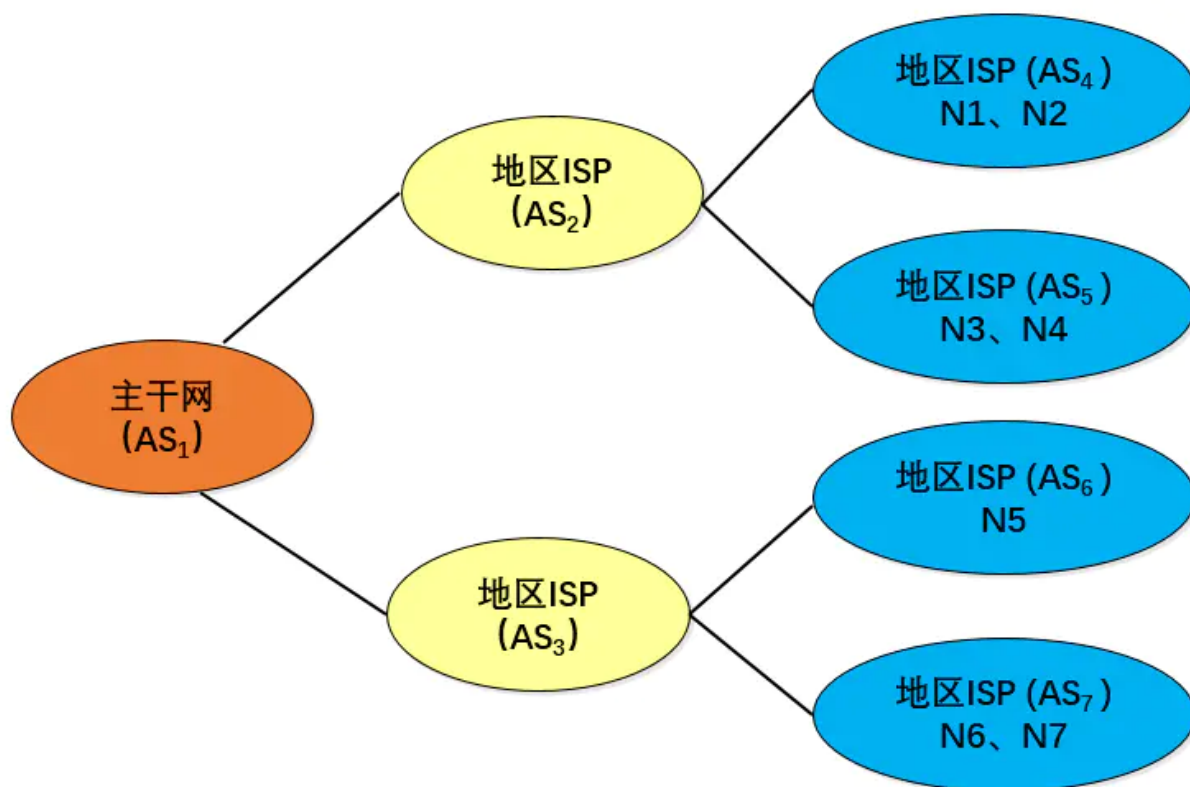 地区ISP (AS₄)
N1、N2
地区ISP
(AS₂)
地区ISP (AS₅)
N3、N4
主干网
(AS₁)
地区ISP (AS₆)
N5
地区ISP
(AS₃)
地区ISP (AS₇)
N6、N7